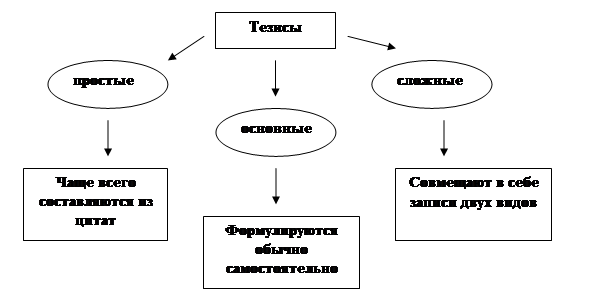 Тезисы
простые
сложные
основные
Чаще всего
составляются из
цитат
Совмещают в себе
записи двух видов
Формулируются
обычно
самостоятельно